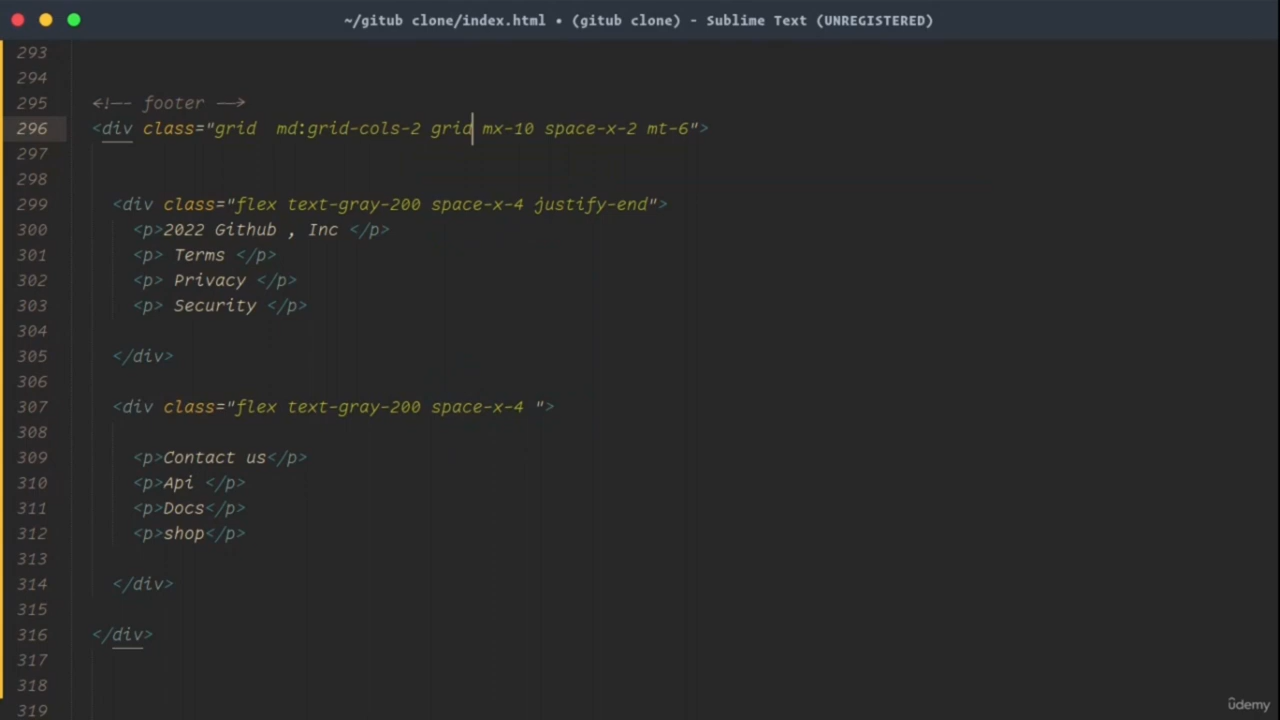 ~/gitub clone/index.html • (gitub clone) - Sublime Text (UNREGISTERED)
293
294
295 <!-- footer -->
296 <div class="grid  md:grid-cols-2 grid mx-10 space-x-2 mt-6">
297
298
299 <div class="flex text-gray-200 space-x-4 justify-end">
300 <p>2022 Github , Inc </p>
301 <p> Terms </p>
302 <p> Privacy </p>
303 <p> Security </p>
304
305 </div>
306
307 <div class="flex text-gray-200 space-x-4 ">
308
309 <p>Contact us</p>
310 <p>Api </p>
311 <p>Docs</p>
312 <p>shop</p>
313
314 </div>
315
316 </div>
317
318
319
ûdemy